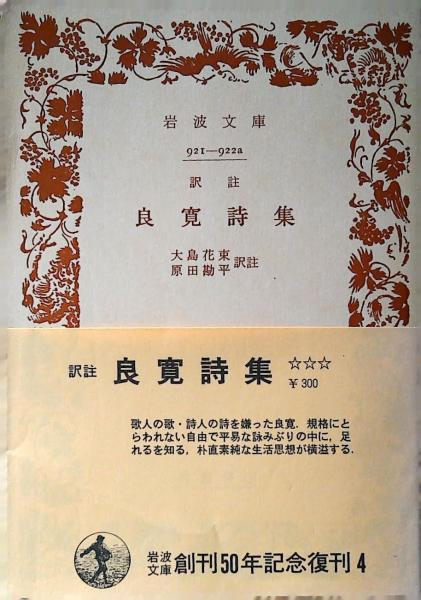 岩波文庫
921—922a
訳註
良寛詩集
大島花東
原田勘平 訳註
訳註 良寛詩集 ☆☆☆
¥300
歌人の歌・詩人の詩を嫌った良寛．規格にと
らわれない自由で平易な詠みぶりの中に，足
れるを知る，朴直素純な生活思想が横溢する．
岩波文庫 創刊50年記念復刊 4